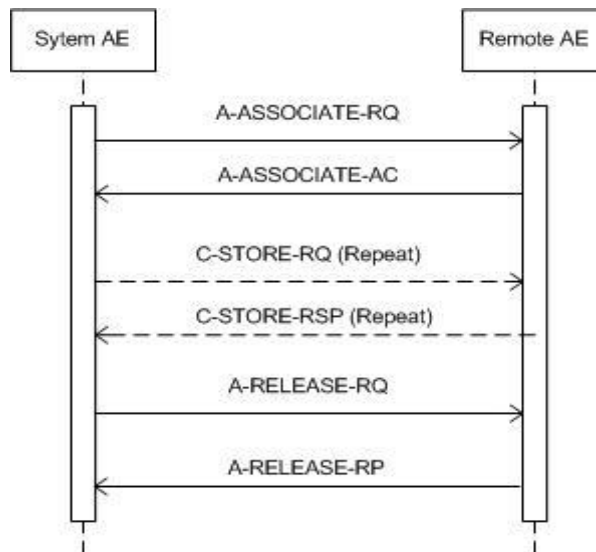 Sytem AE
Remote AE
A-ASSOCIATE-RQ
A-ASSOCIATE-AC
C-STORE-RQ (Repeat)
C-STORE-RSP (Repeat)
A-RELEASE-RQ
A-RELEASE-RP